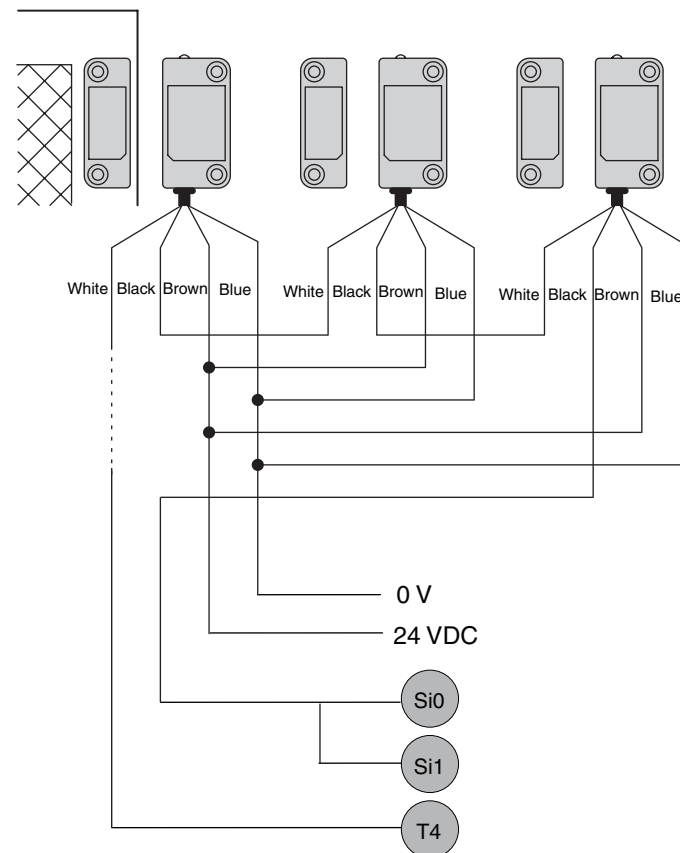 White Black Brown Blue White Black Brown Blue White Black Brown Blue
0 V
24 VDC
Si0
Si1
T4